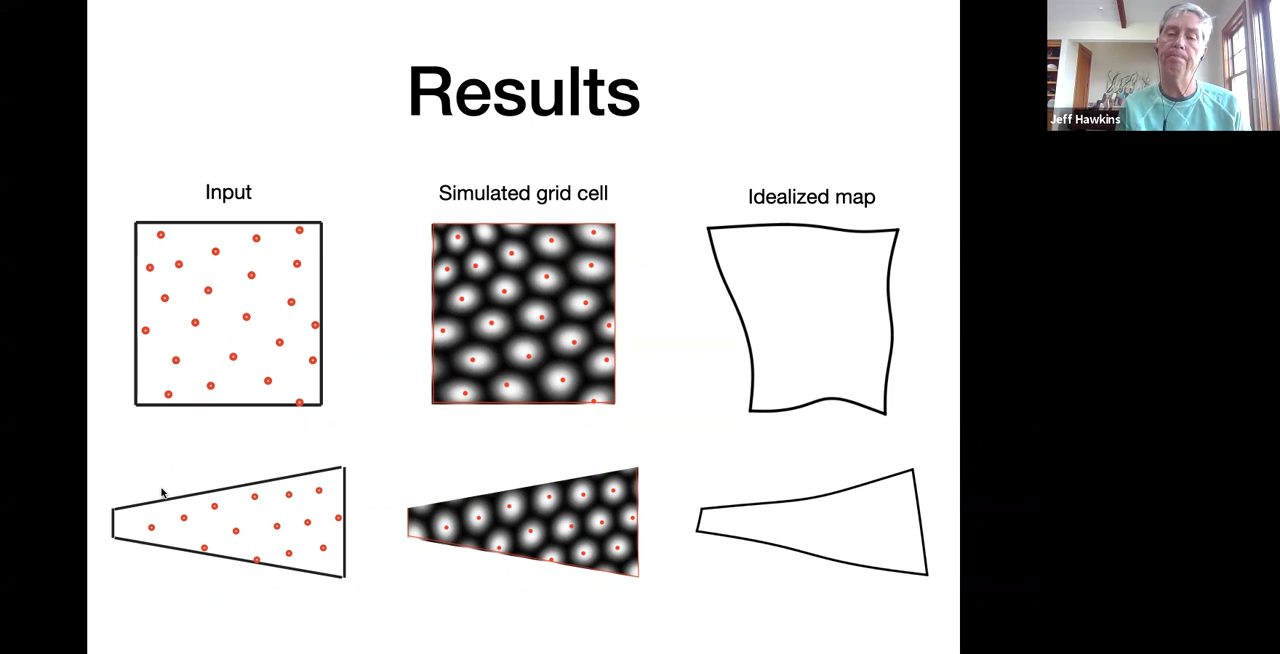 Results
Input
Simulated grid cell
Idealized map
Jeff Hawkins